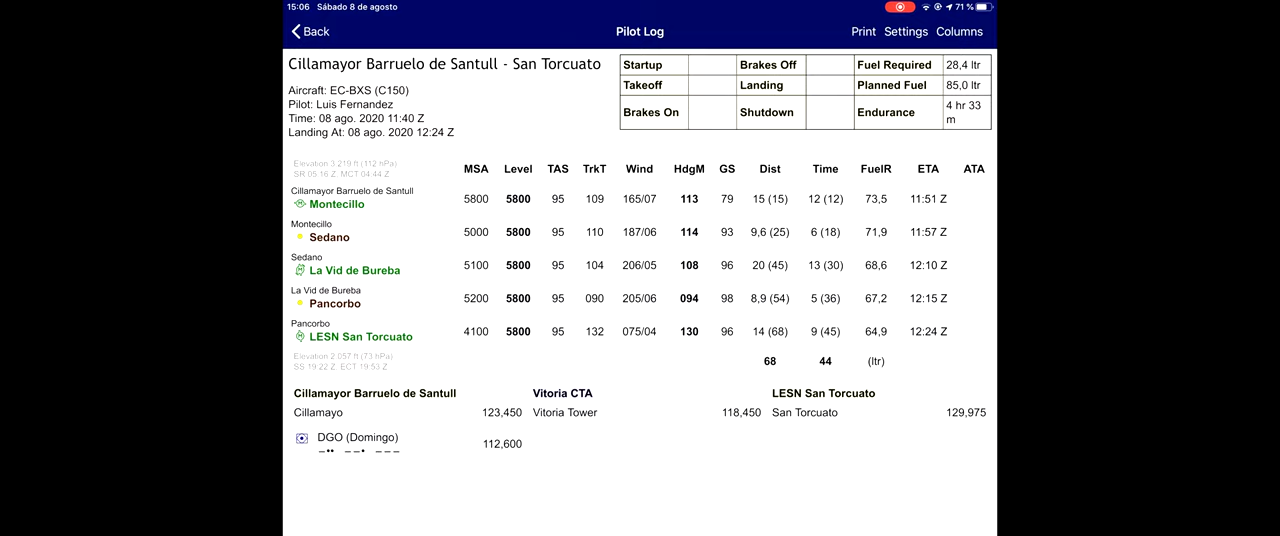 15:06 Sábado 8 de agosto 71 %
Back Pilot Log Print Settings Columns
Cillamayor Barruelo de Santull - San Torcuato
Aircraft: EC-BXS (C150)
Pilot: Luis Fernandez
Time: 08 ago. 2020 11:40 Z
Landing At: 08 ago. 2020 12:24 Z
Startup Brakes Off Fuel Required 28,4 ltr
Takeoff Landing Planned Fuel 85,0 ltr
Brakes On Shutdown Endurance 4 hr 33 m
Elevation 3.219 ft (112 hPa)
SR 05:16 Z, MCT 04:44 Z
MSA Level TAS TrkT Wind HdgM GS Dist Time FuelR ETA ATA
Cillamayor Barruelo de Santull
Montecillo 5800 5800 95 109 165/07 113 79 15 (15) 12 (12) 73,5 11:51 Z
Montecillo
Sedano 5000 5800 95 110 187/06 114 93 9,6 (25) 6 (18) 71,9 11:57 Z
Sedano
La Vid de Bureba 5100 5800 95 104 206/05 108 96 20 (45) 13 (30) 68,6 12:10 Z
La Vid de Bureba
Pancorbo 5200 5800 95 090 205/06 094 98 8,9 (54) 5 (36) 67,2 12:15 Z
Pancorbo
LESN San Torcuato 4100 5800 95 132 075/04 130 96 14 (68) 9 (45) 64,9 12:24 Z
Elevation 2.057 ft (73 hPa)
SS 19:22 Z, ECT 19:53 Z
68 44 (ltr)
Cillamayor Barruelo de Santull Vitoria CTA LESN San Torcuato
Cillamayo 123,450 Vitoria Tower 118,450 San Torcuato 129,975
DGO (Domingo) 112,600